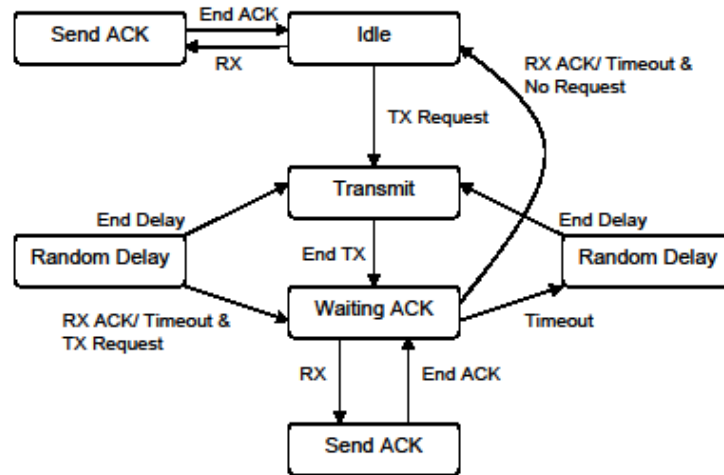 End ACK
Send ACK
Idle
RX
RX ACK/ Timeout &
No Request
TX Request
Transmit
End Delay
End Delay
Random Delay
End TX
Random Delay
Waiting ACK
RX ACK/ Timeout &
TX Request
Timeout
RX
End ACK
Send ACK